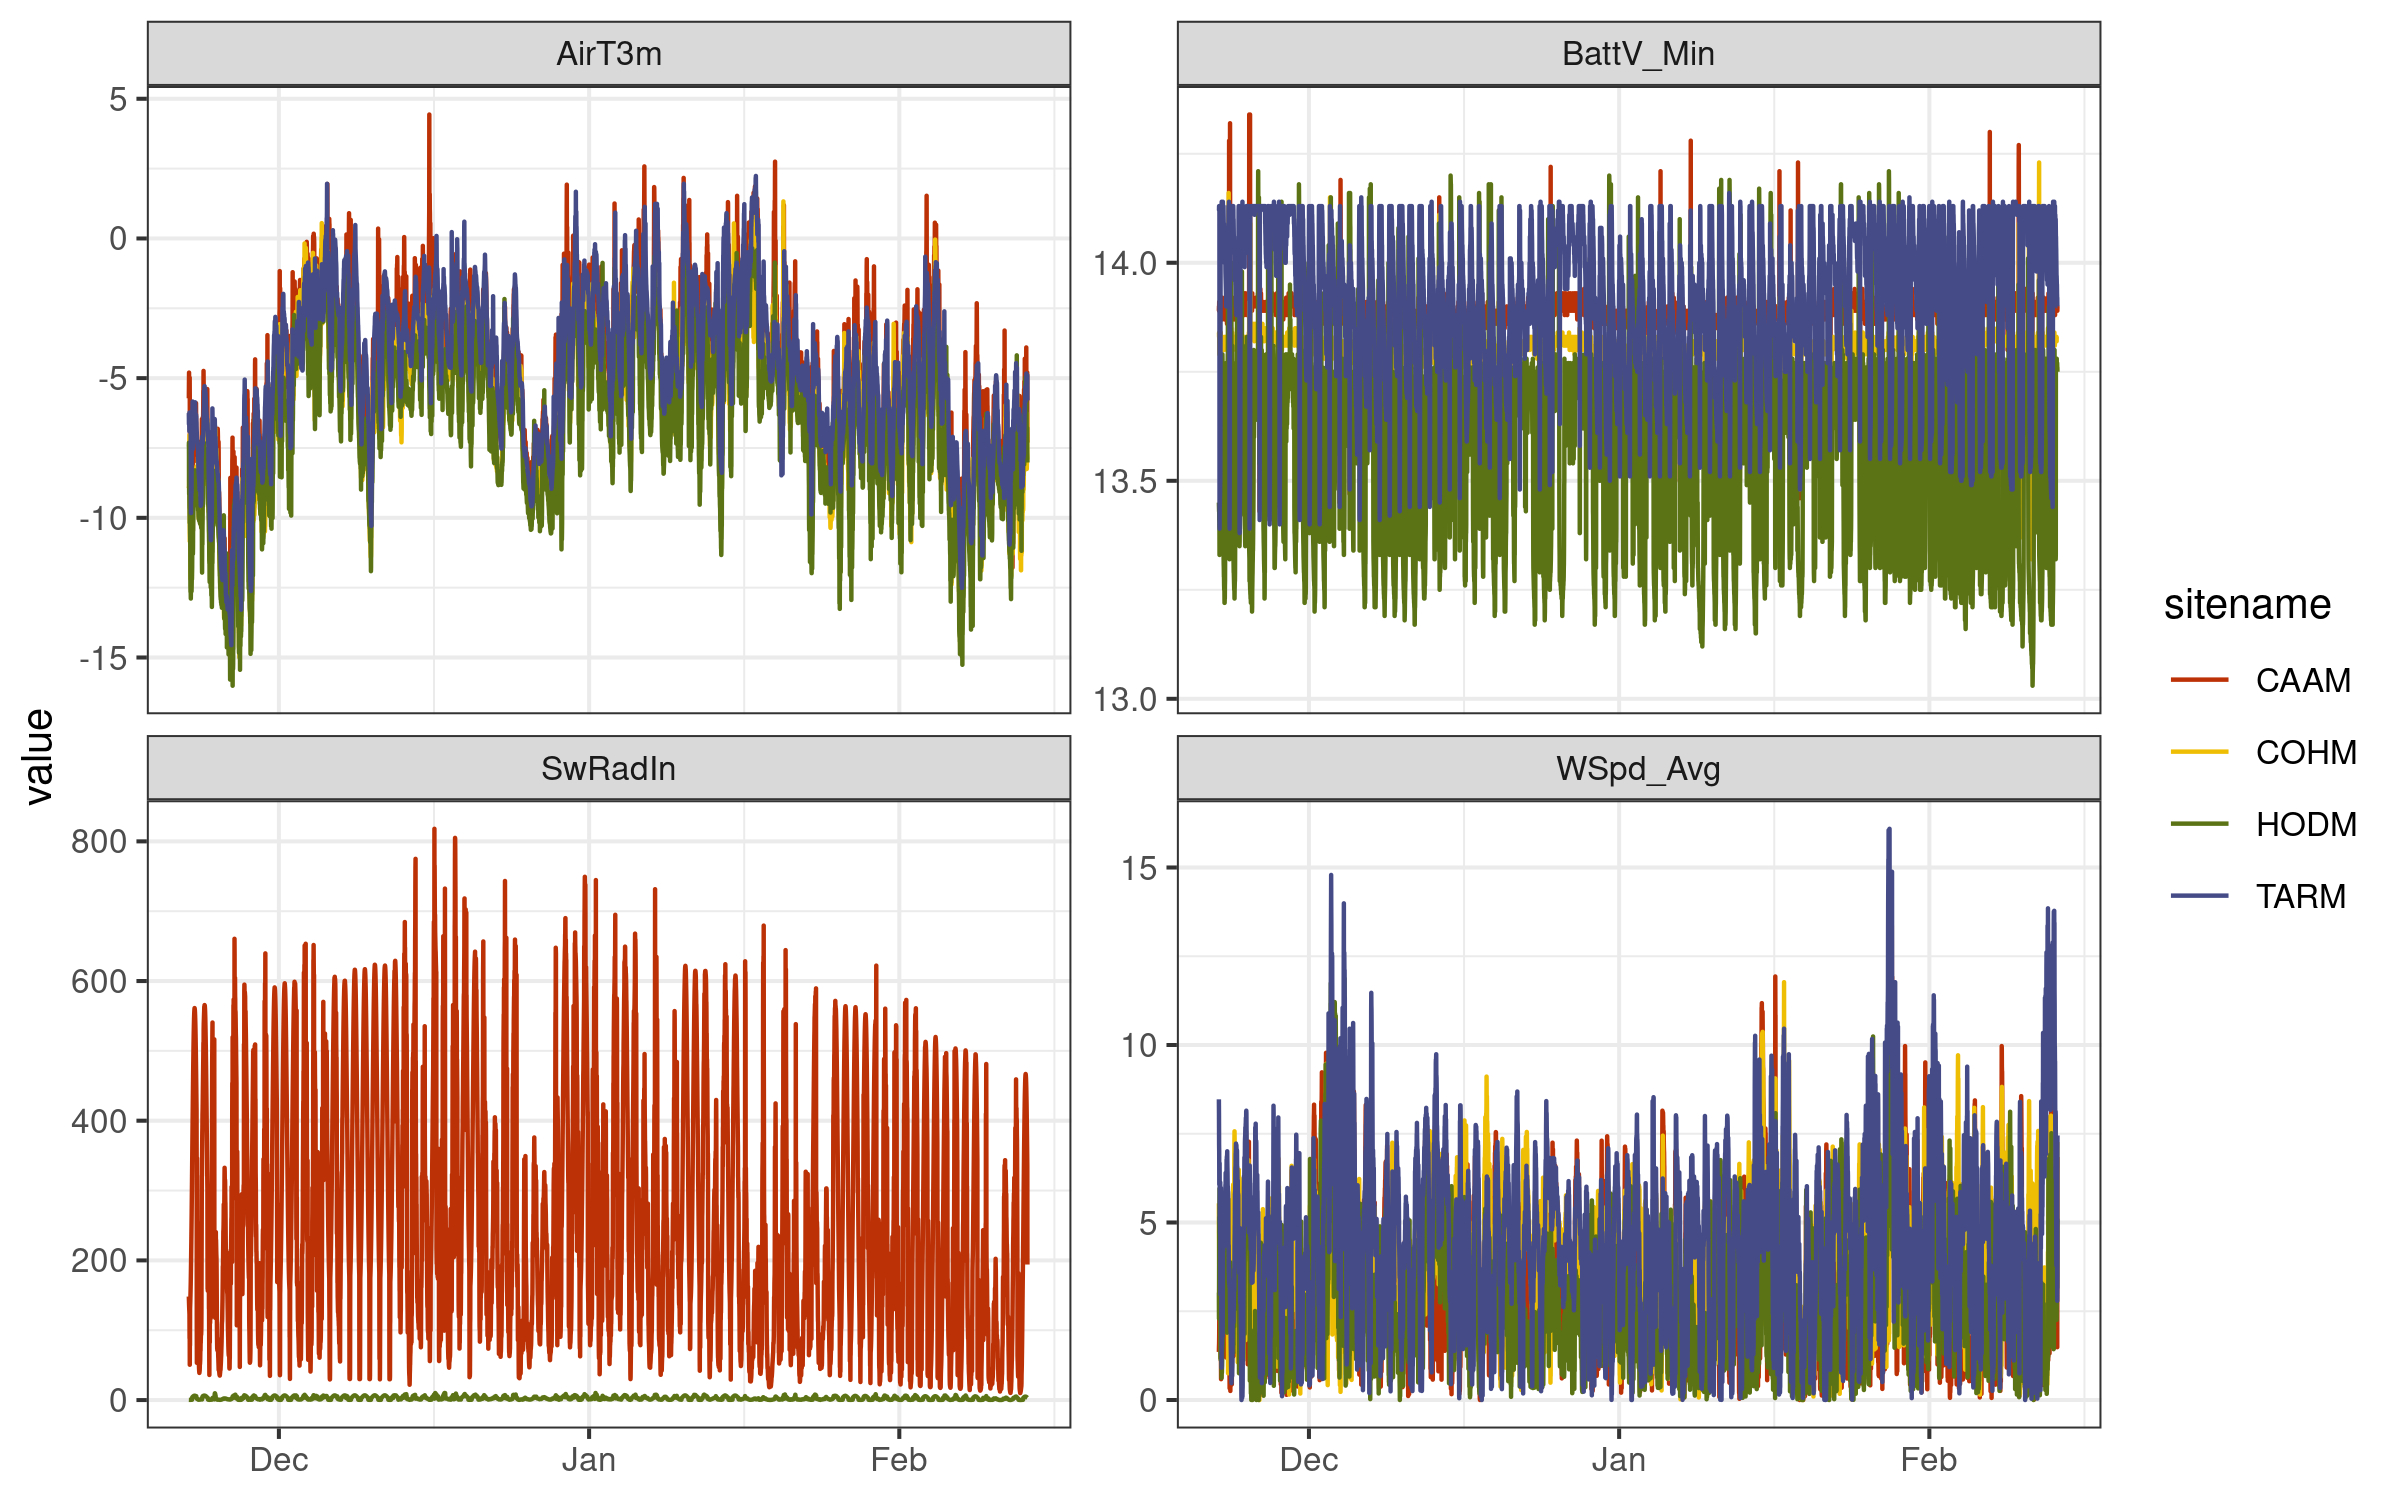 AirT3m
BattV_Min
5
0
-5
-10
-15
14.0
13.5
13.0
value
SwRadIn
WSpd_Avg
800
600
400
200
0
15
10
5
0
Dec
Jan
Feb
Dec
Jan
Feb
sitename
CAAM
COHM
HODM
TARM